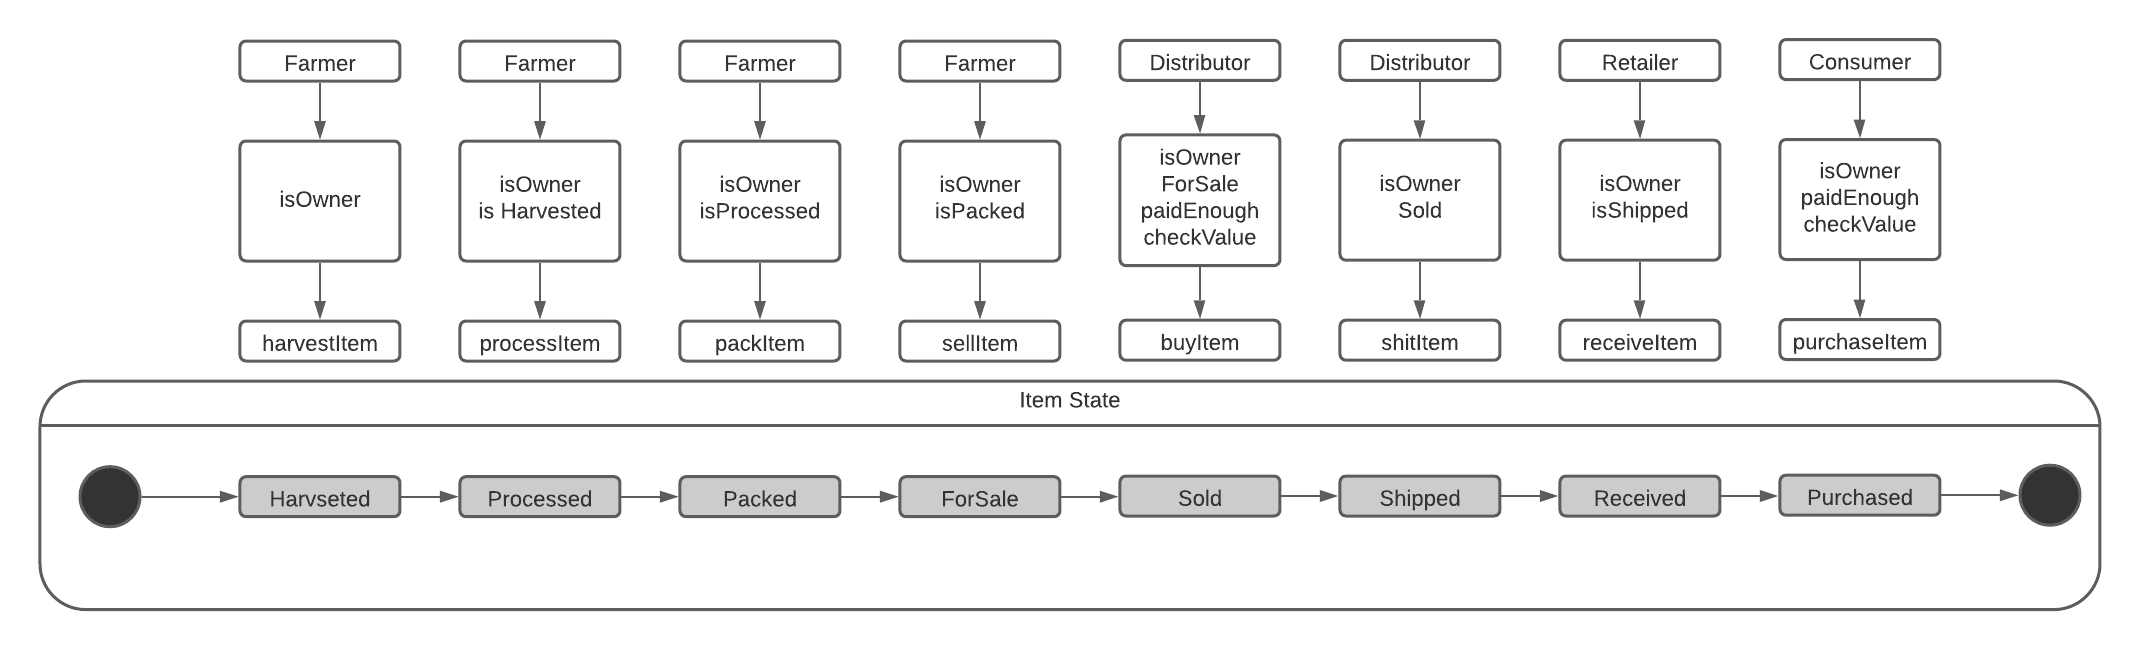 Farmer
Farmer
Farmer
Farmer
Distributor
Distributor
Retailer
Consumer
isOwner
isOwner
is Harvested
isOwner
isProcessed
isOwner
isPacked
isOwner
ForSale
paidEnough
checkValue
isOwner
Sold
isOwner
isShipped
isOwner
paidEnough
checkValue
harvestItem
processItem
packItem
sellItem
buyItem
shitItem
receiveItem
purchaseItem
Item State
Harvseted
Processed
Packed
ForSale
Sold
Shipped
Received
Purchased